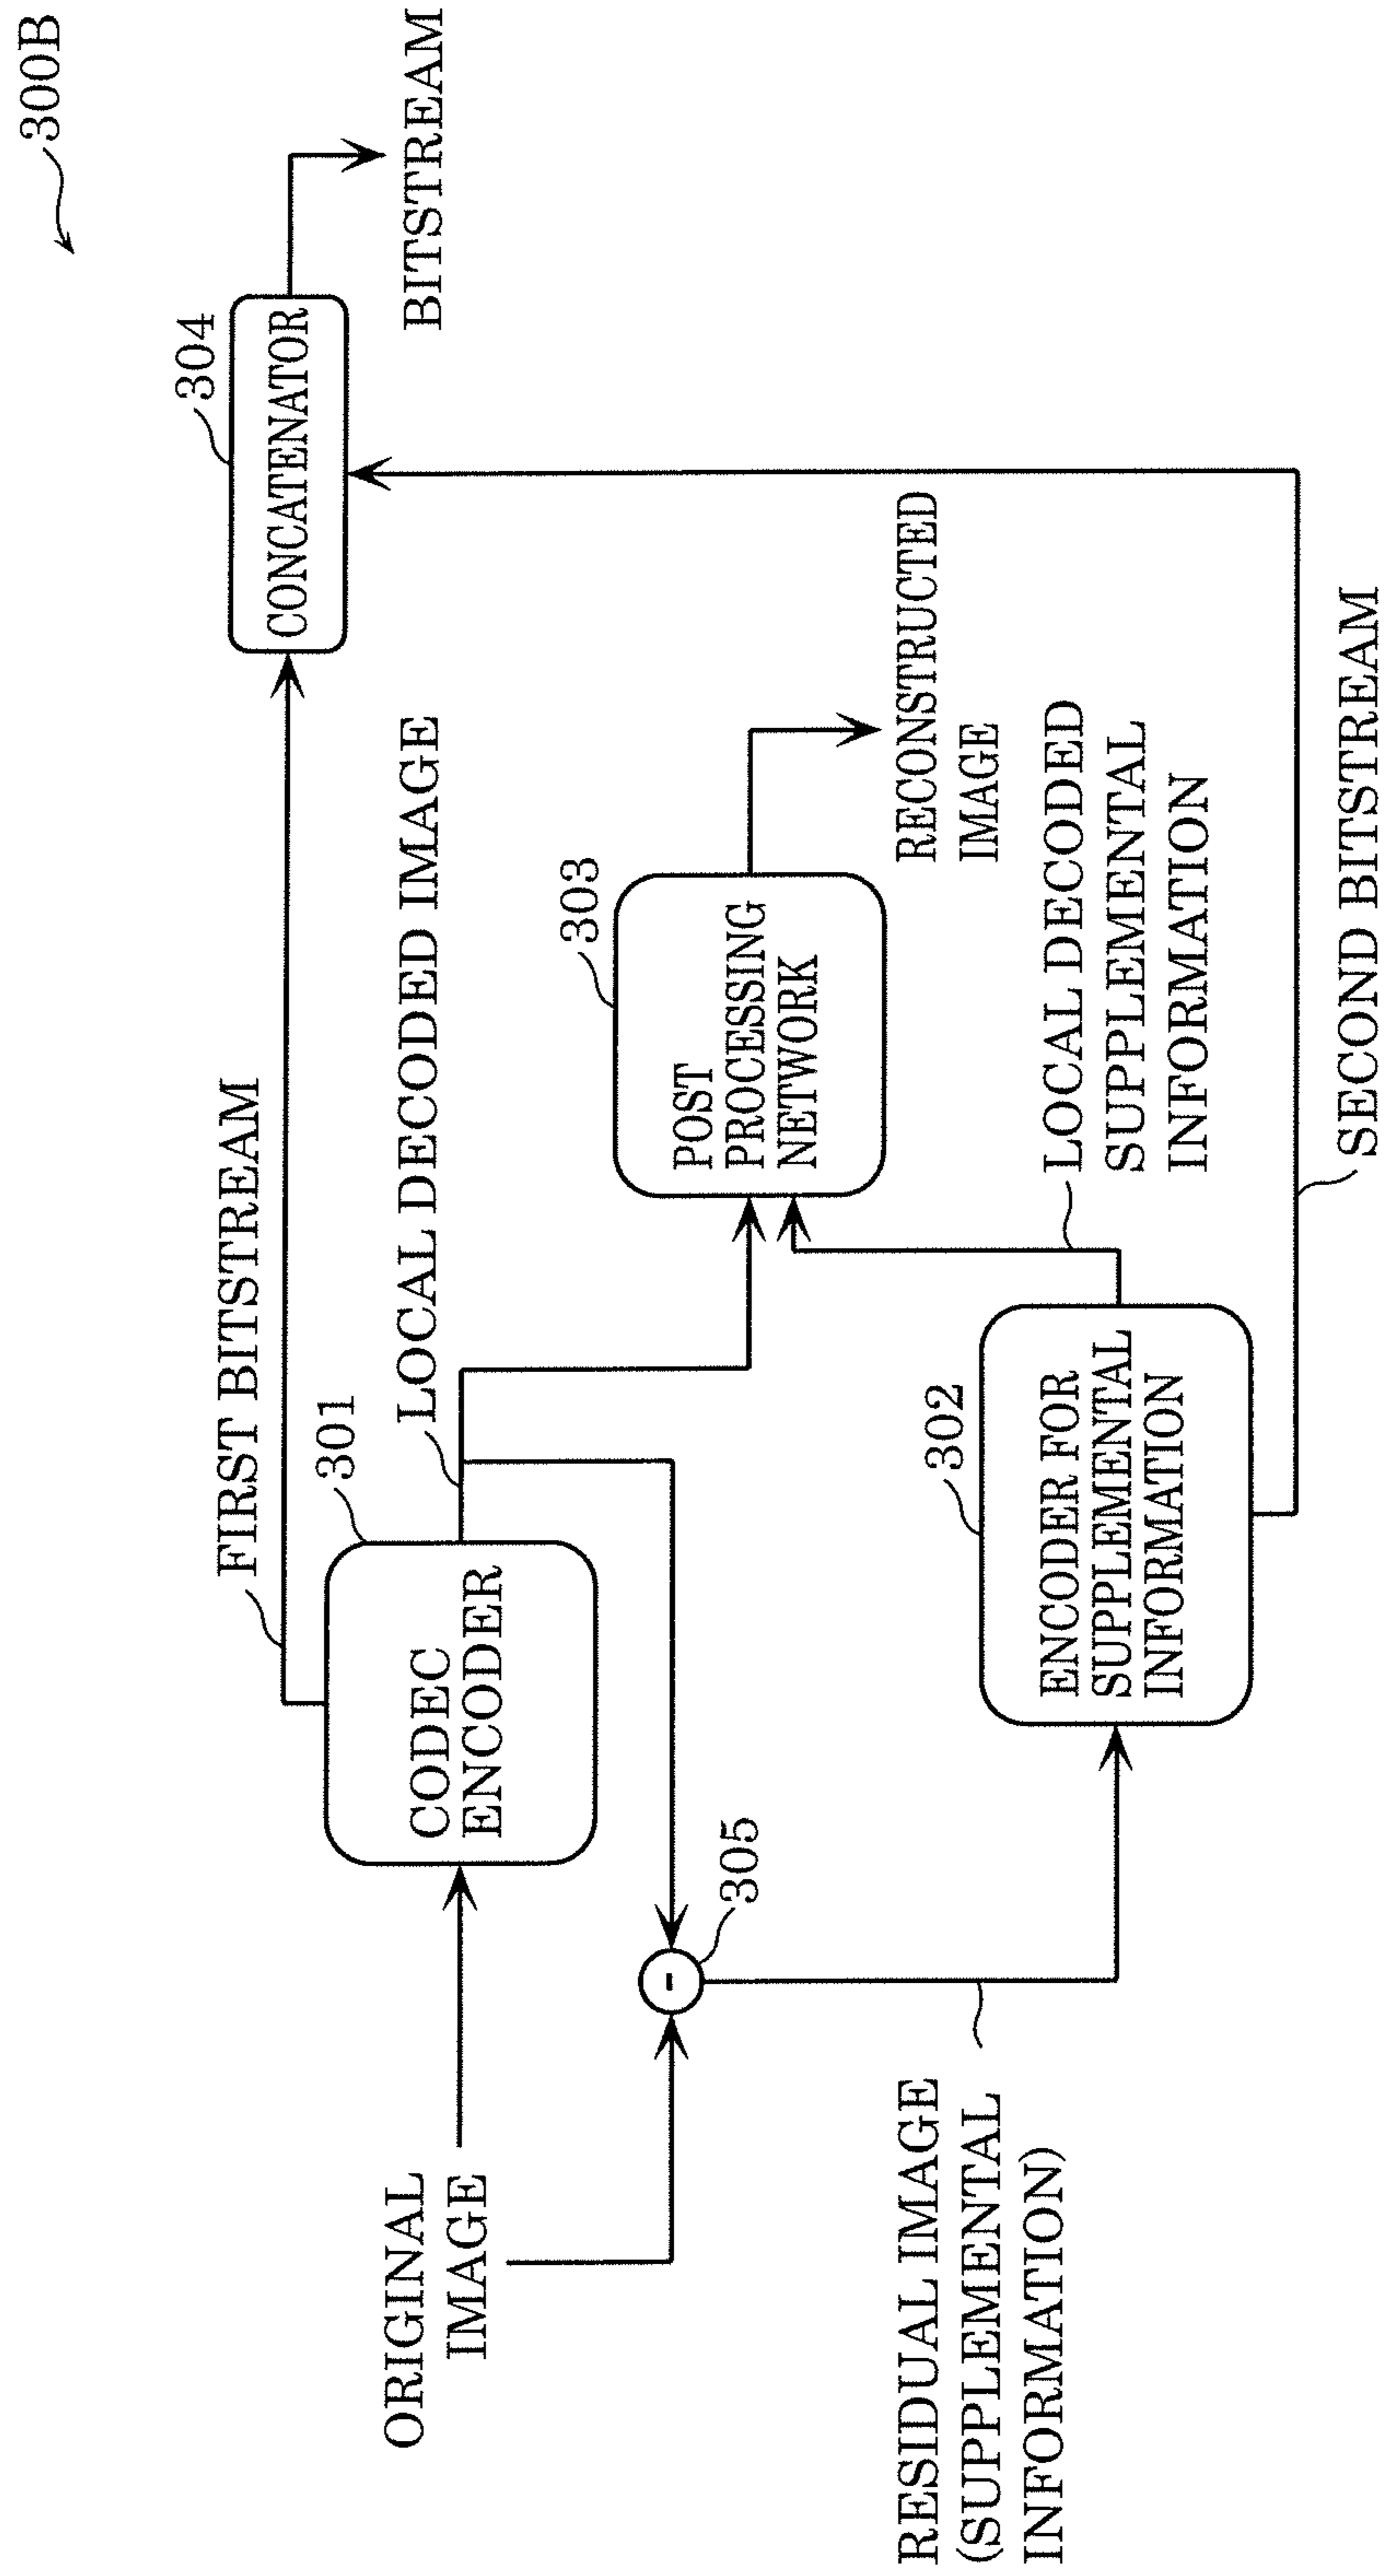 300B
304
CONCATENATOR
BITSTREAM
FIRST BITSTREAM
301
CODEC
ENCODER
LOCAL DECODED IMAGE
ORIGINAL
IMAGE
303
POST
PROCESSING
NETWORK
RECONSTRUCTED
IMAGE
305
302
ENCODER FOR
SUPPLEMENTAL
INFORMATION
LOCAL DECODED
SUPPLEMENTAL
INFORMATION
RESIDUAL IMAGE
(SUPPLEMENTAL
INFORMATION)
SECOND BITSTREAM